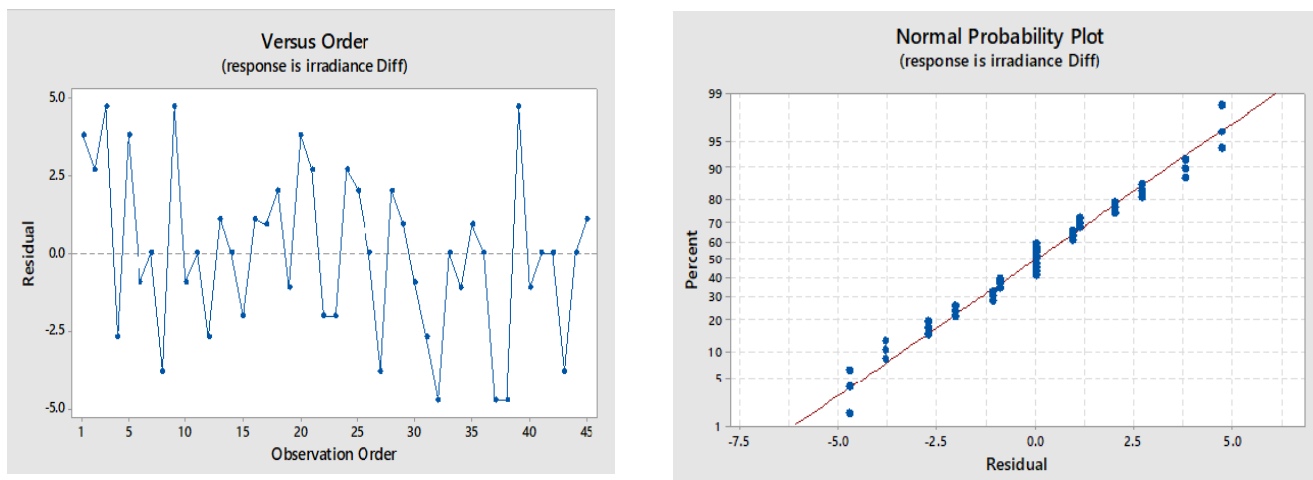 Versus Order
(response is irradiance Diff)
5.0
2.5
0.0
-2.5
-5.0
Residual
1 5 10 15 20 25 30 35 40 45
Observation Order
Normal Probability Plot
(response is irradiance Diff)
99
95
90
80
70
60
50
40
30
20
10
5
1
Percent
-7.5 -5.0 -2.5 0.0 2.5 5.0
Residual